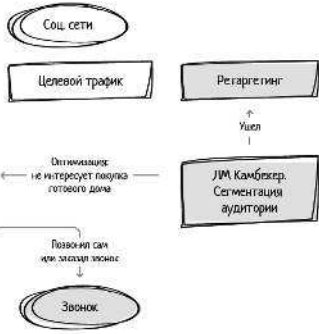 Соц. сети
Целевой трафик
Ретаргетинг
Ушел
Оптимизация:
не интересует покупка
готового дома
ЛМ Камбекер.
Сегментация
аудитории
Позвонил сам
или заказал звонок
Звонок